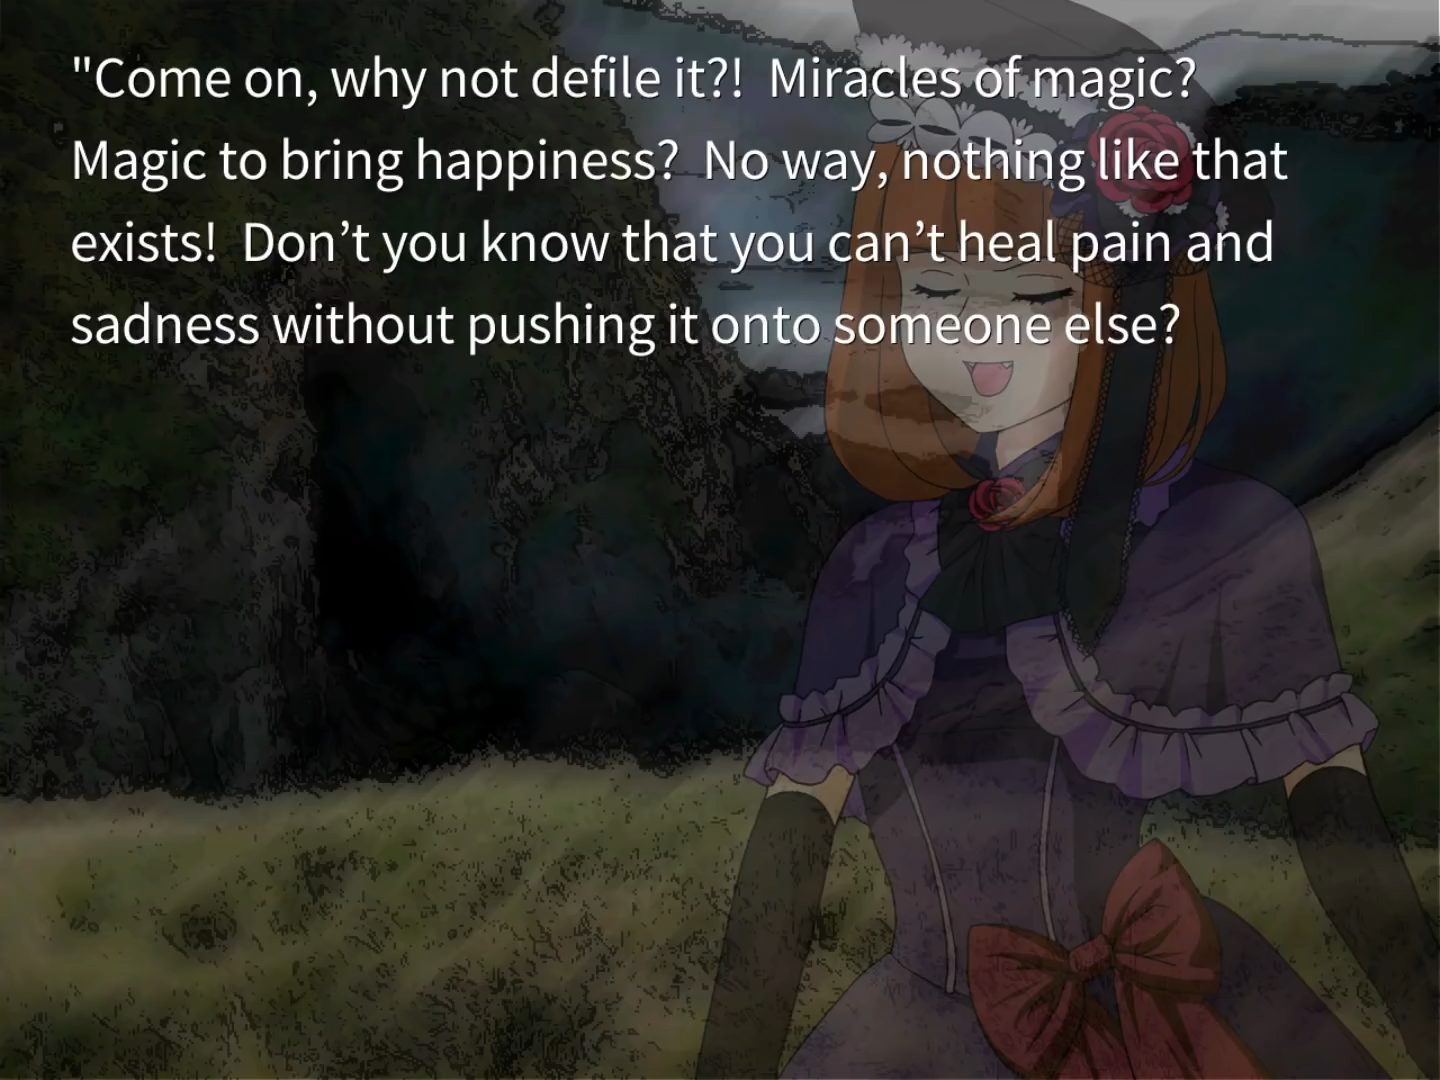 "Come on, why not defile it?!  Miracles of magic?
Magic to bring happiness?  No way, nothing like that
exists!  Don’t you know that you can’t heal pain and
sadness without pushing it onto someone else?